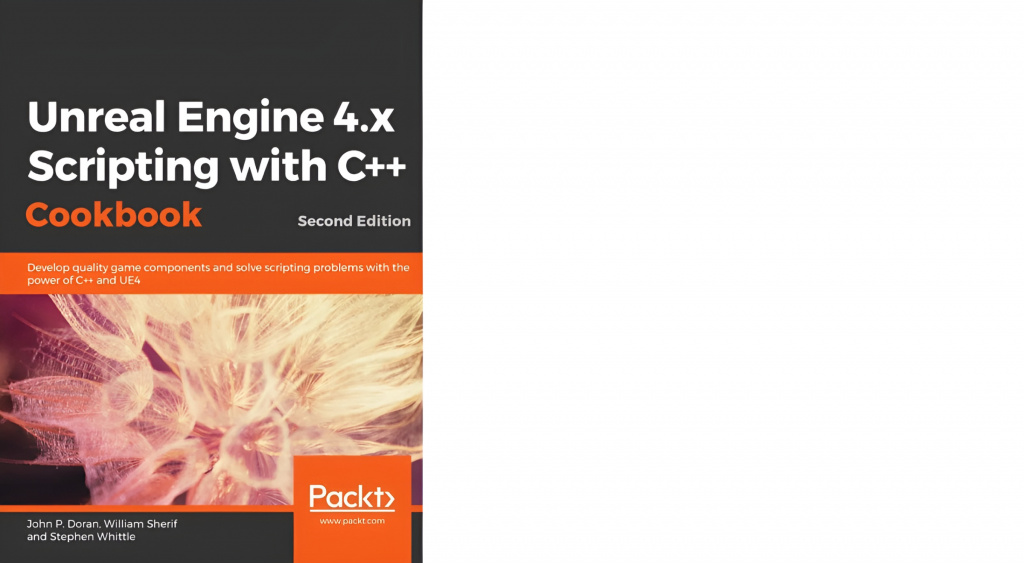 Unreal Engine 4.x
Scripting with C++
Cookbook
Second Edition
Develop quality game components and solve scripting problems with the
power of C++ and UE4
Packt>
www.packt.com
John P. Doran, William Sherif
and Stephen Whittle